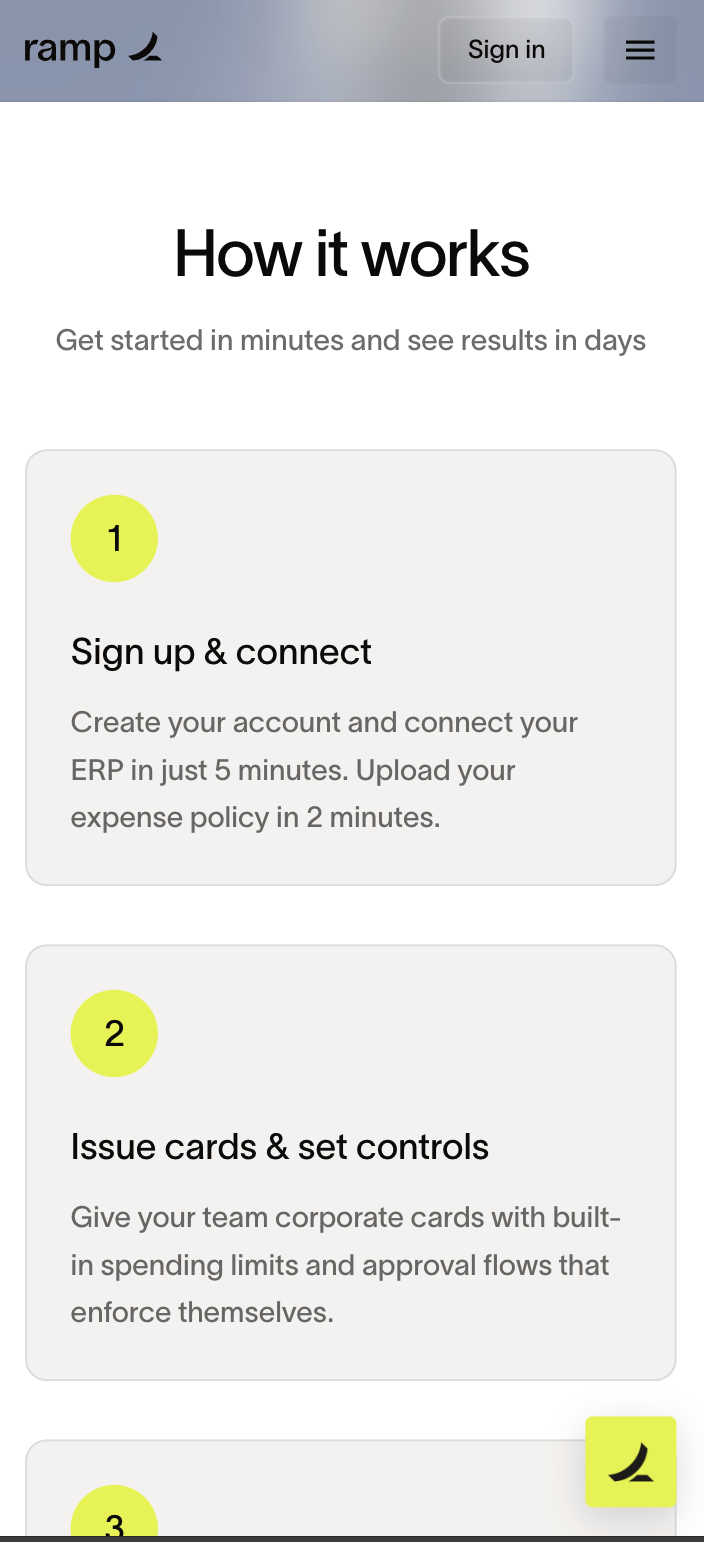 ramp
Sign in
How it works
Get started in minutes and see results in days
1
Sign up & connect
Create your account and connect your
ERP in just 5 minutes. Upload your
expense policy in 2 minutes.
2
Issue cards & set controls
Give your team corporate cards with built-
in spending limits and approval flows that
enforce themselves.
3